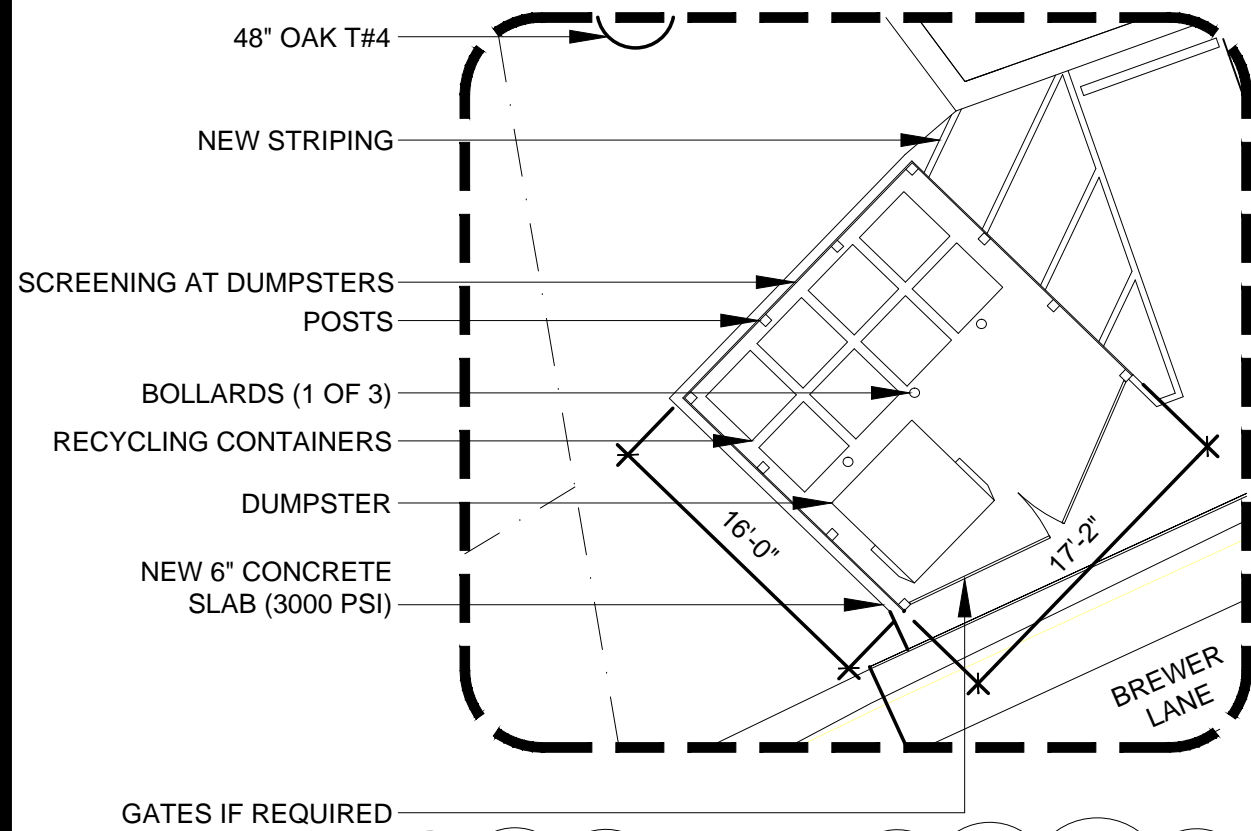 48" OAK T#4
NEW STRIPING
SCREENING AT DUMPSTERS
POSTS
BOLLARDS (1 OF 3)
RECYCLING CONTAINERS
DUMPSTER
16'-0"
17'-2"
NEW 6" CONCRETE
SLAB (3000 PSI)
BREWER
LANE
GATES IF REQUIRED